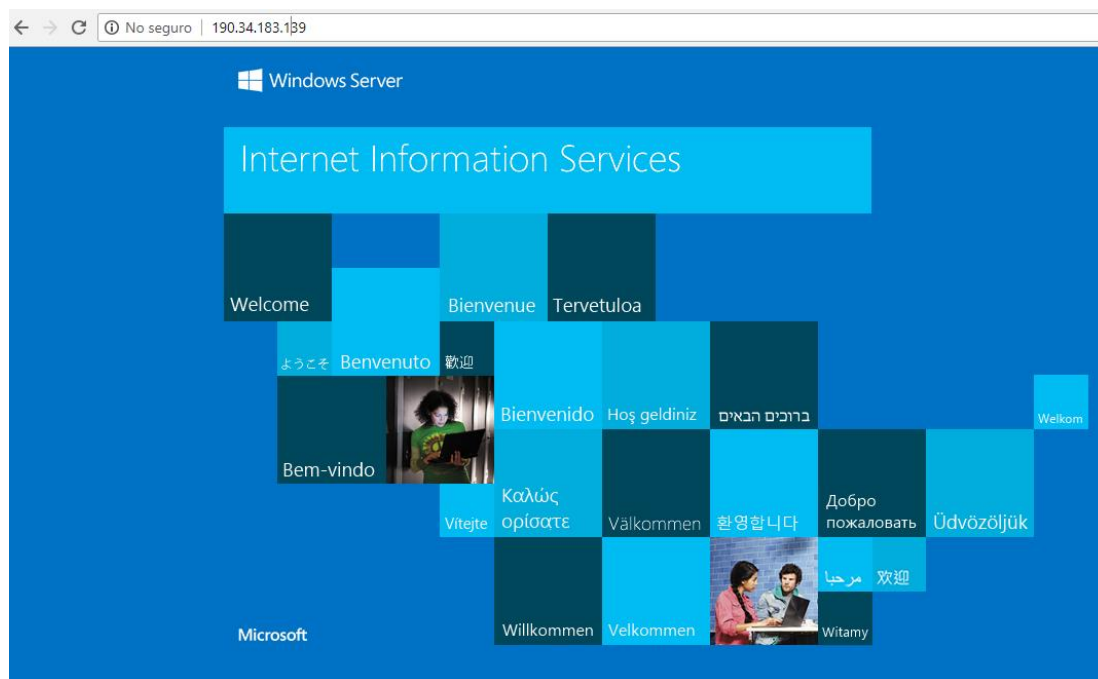 No seguro | 190.34.183.139
Windows Server
Internet Information Services
Welcome
Bienvenue
Tervetuloa
ようこそ
Benvenuto
歡迎
Bienvenido
Hoş geldiniz
ברוכים הבאים
Welkom
Bem-vindo
Vítejte
Καλώς
ορίσατε
Välkommen
환영합니다
Добро
пожаловать
Üdvözöljük
مرحبا
欢迎
Willkommen
Velkommen
Witamy
Microsoft